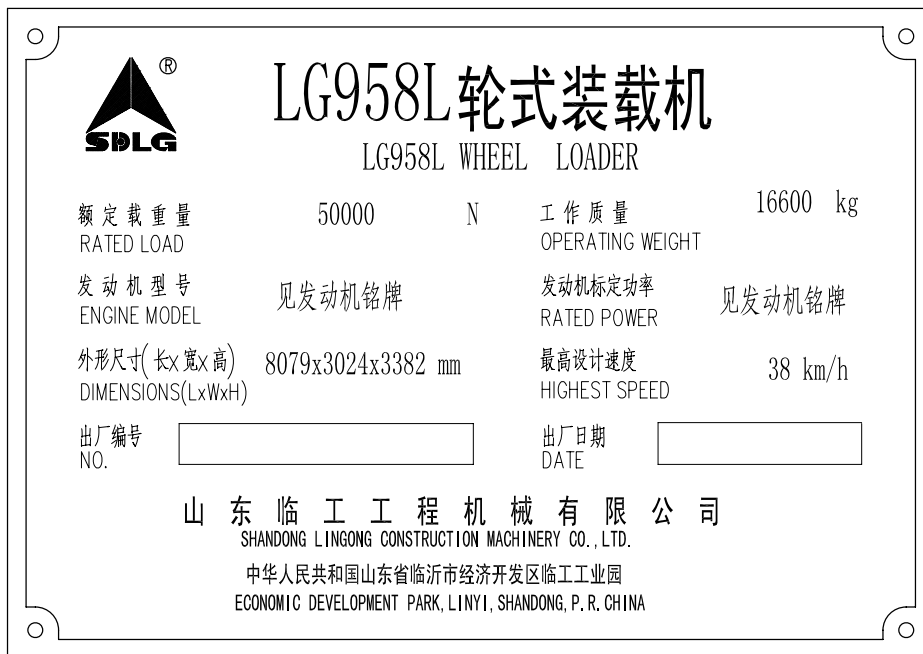 ®
SDLG
LG958L轮式装载机
LG958L WHEEL LOADER
额定载重量 50000 N 工作质量 16600 kg
RATED LOAD OPERATING WEIGHT
发动机型号 见发动机铭牌 发动机标定功率 见发动机铭牌
ENGINE MODEL RATED POWER
外形尺寸(长x宽x高) 8079x3024x3382 mm 最高设计速度 38 km/h
DIMENSIONS(LxWxH) HIGHEST SPEED
出厂编号 出厂日期
NO. DATE
山东临工工程机械有限公司
SHANDONG LINGONG CONSTRUCTION MACHINERY CO.,LTD.
中华人民共和国山东省临沂市经济开发区临工工业园
ECONOMIC DEVELOPMENT PARK,LINYI,SHANDONG,P.R.CHINA